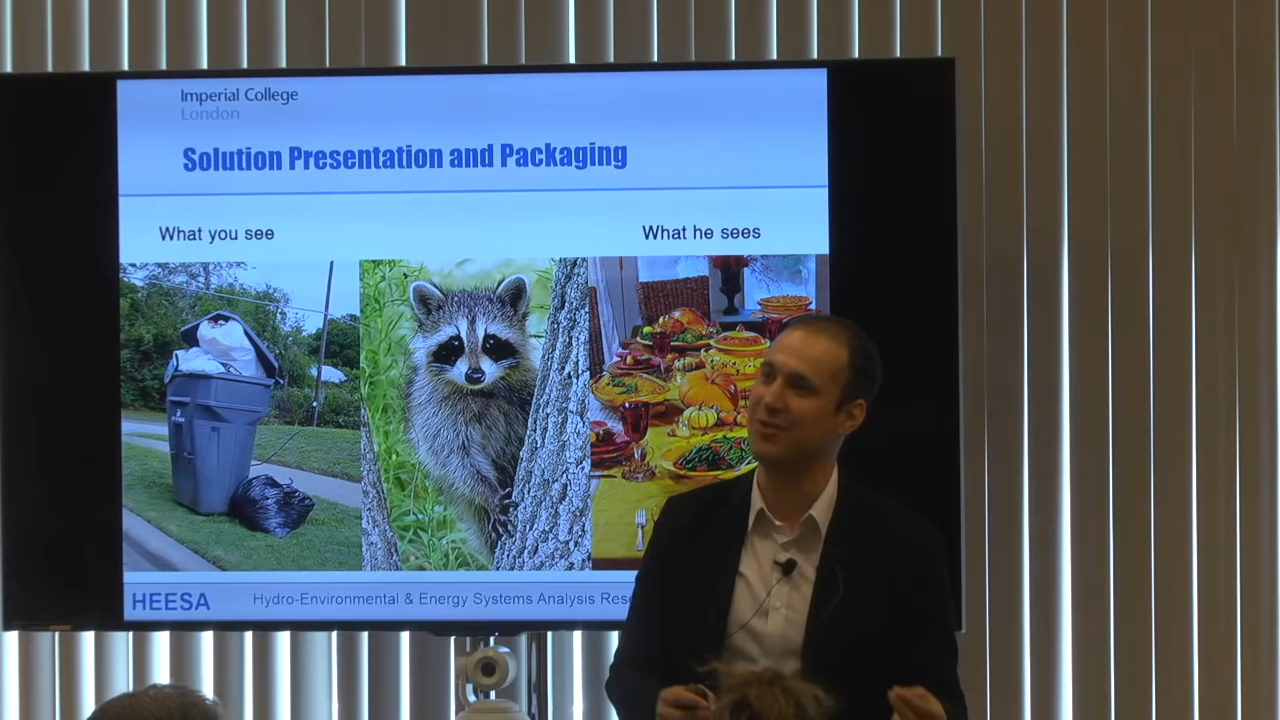 Imperial College
London
Solution Presentation and Packaging
What you see
What he sees
HEESA
Hydro-Environmental & Energy Systems Analysis